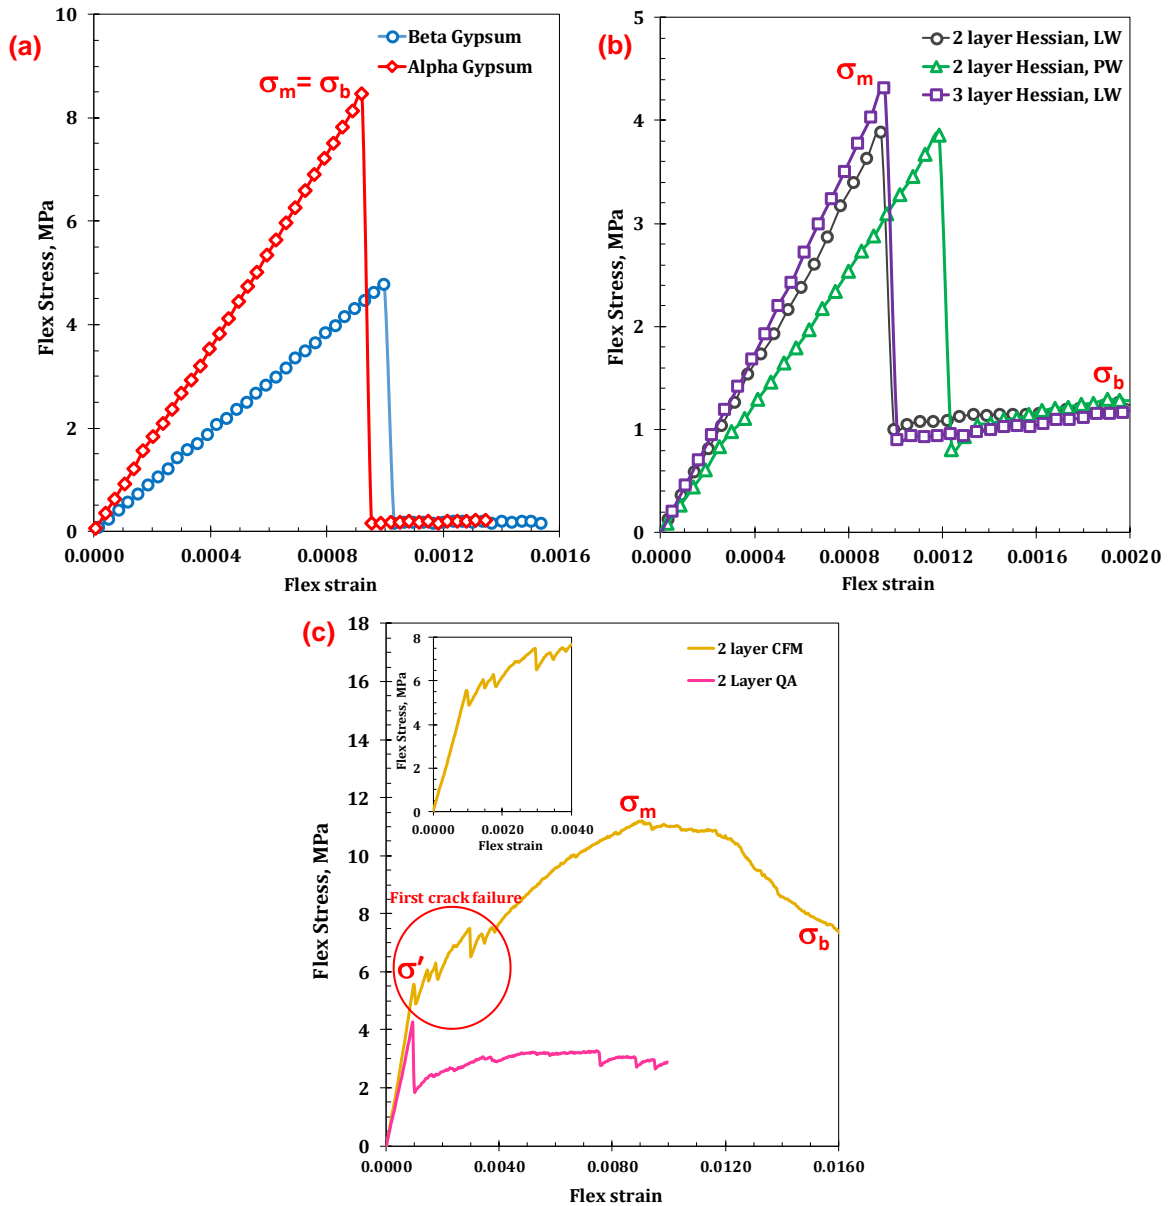 (a)
10
8
6
4
2
0
Flex Stress, MPa
Beta Gypsum
Alpha Gypsum
σm= σb
0.0000 0.0004 0.0008 0.0012 0.0016
Flex strain
(b)
5
4
3
2
1
0
Flex Stress, MPa
2 layer Hessian, LW
2 layer Hessian, PW
3 layer Hessian, LW
σm
σb
0.0000 0.0004 0.0008 0.0012 0.0016 0.0020
Flex strain
(c)
18
16
14
12
10
8
6
4
2
0
Flex Stress, MPa
8
6
4
2
0
Flex Stress, MPa
0.0000 0.0020 0.0040
Flex strain
2 layer CFM
2 Layer QA
σm
First crack failure
σ′
σb
0.0000 0.0040 0.0080 0.0120 0.0160
Flex strain